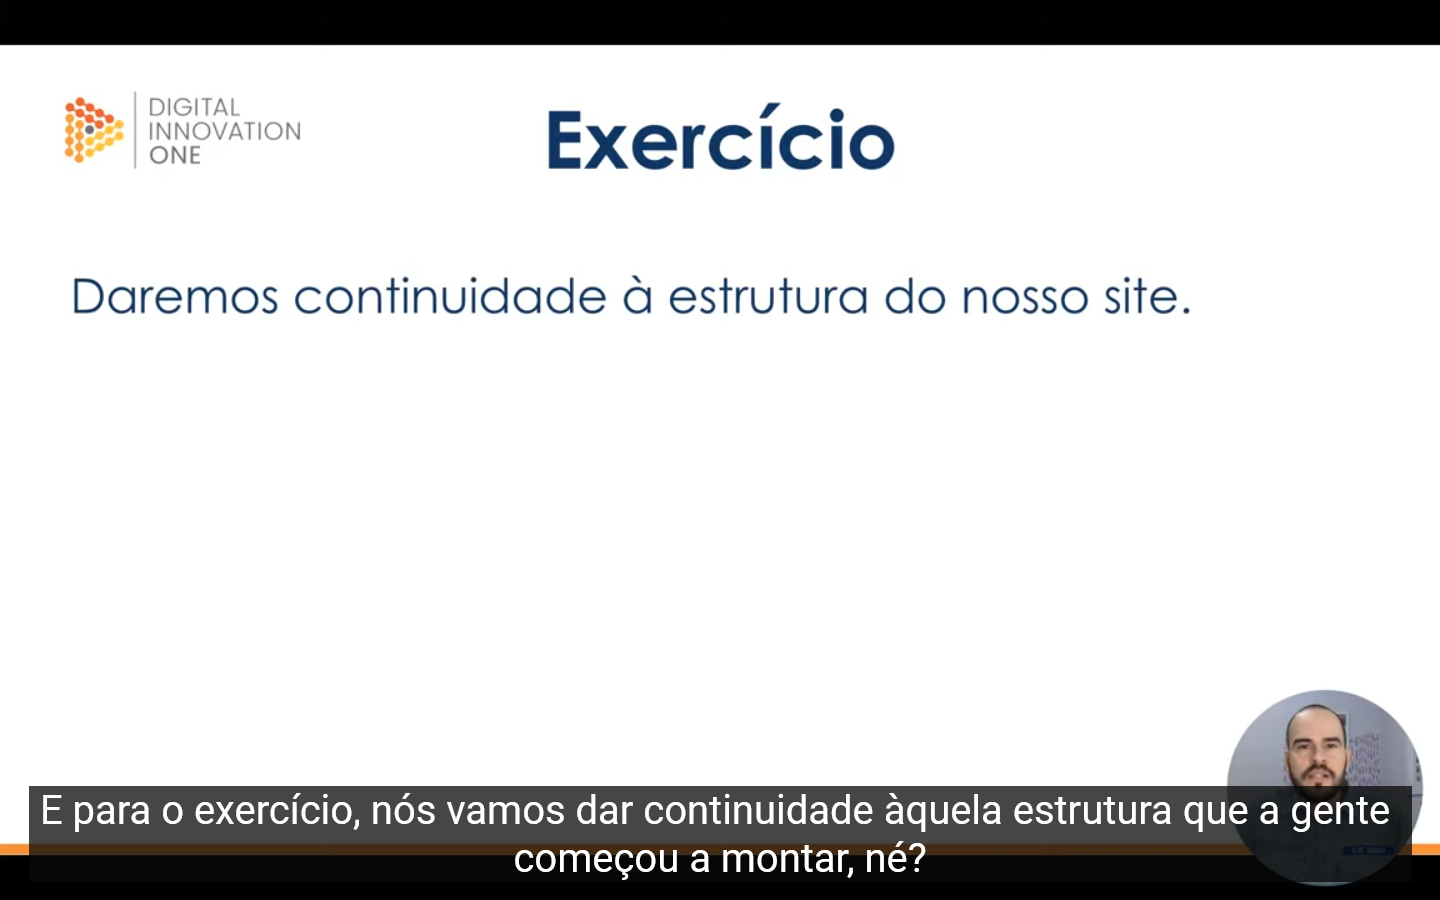 DIGITAL
INNOVATION
ONE
Exercício
Daremos continuidade à estrutura do nosso site.
E para o exercício, nós vamos dar continuidade àquela estrutura que a gente
começou a montar, né?